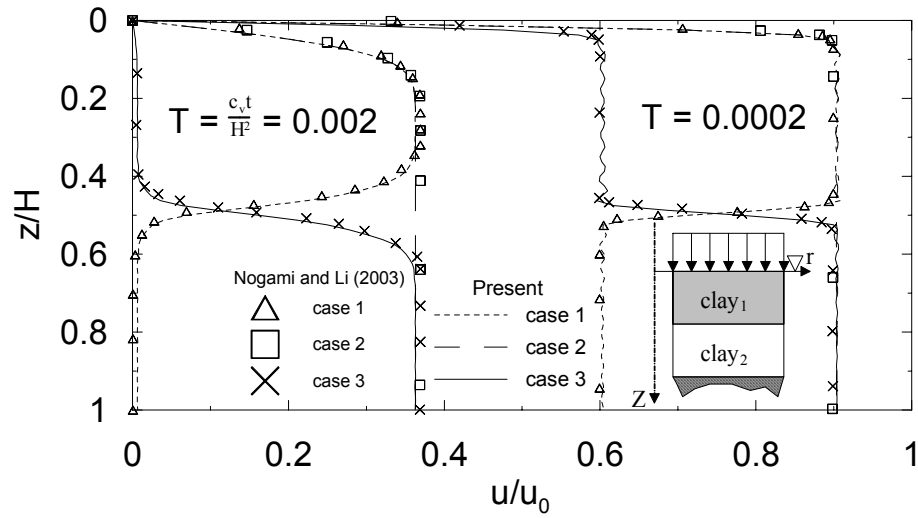 0
0.2
0.4
0.6
0.8
1
z/H
T = c_v t/H² = 0.002
T = 0.0002
Nogami and Li (2003)
case 1
case 2
case 3
Present
case 1
case 2
case 3
r
clay₁
clay₂
Z
0
0.2
0.4
0.6
0.8
1
u/u₀